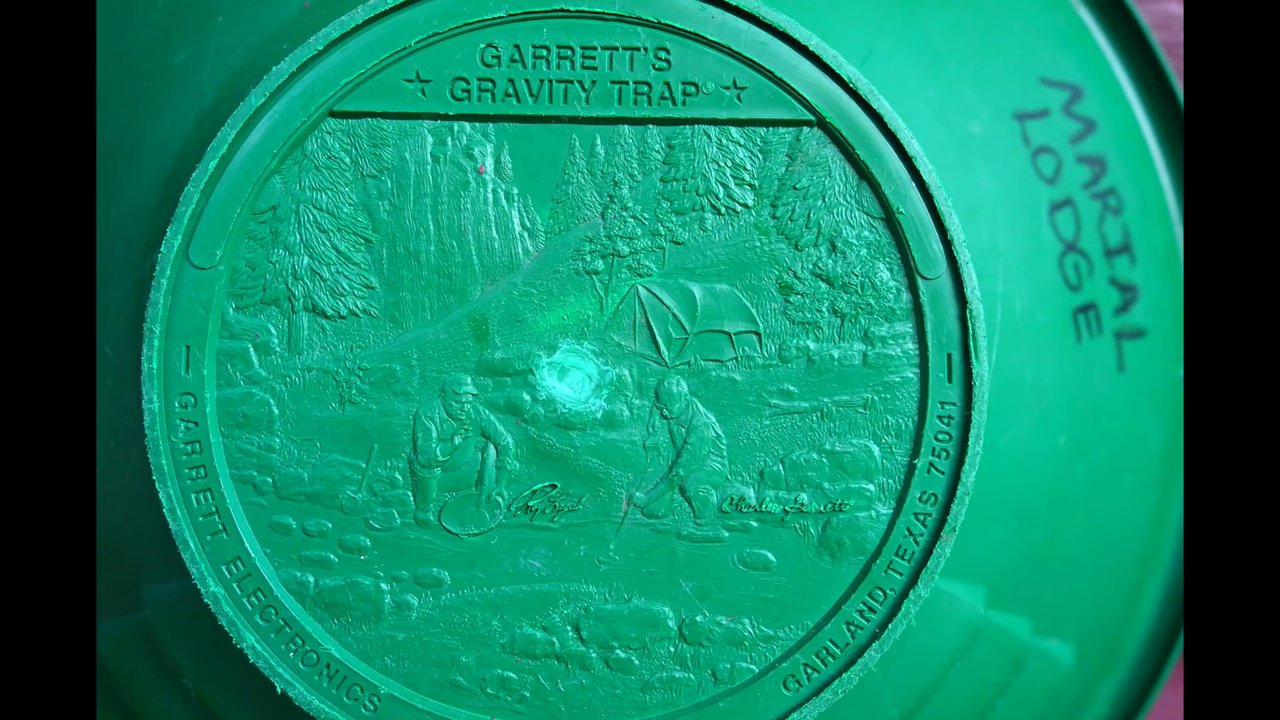 GARRETT'S
GRAVITY TRAP®
— GARRETT ELECTRONICS
GARLAND, TEXAS 75041 —
Charles Garrett
MARIAL
LODGE